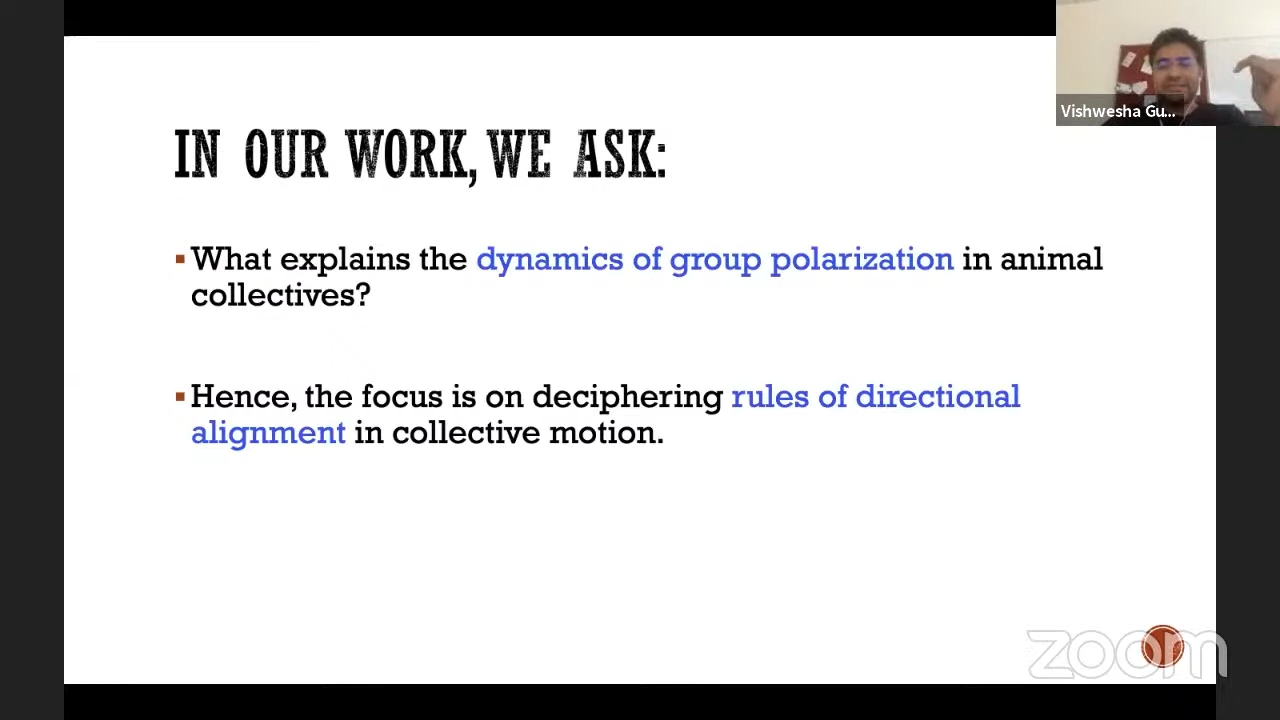 Vishwesha Gu...
IN OUR WORK, WE ASK:
▪What explains the dynamics of group polarization in animal
collectives?
▪Hence, the focus is on deciphering rules of directional
alignment in collective motion.
zoom